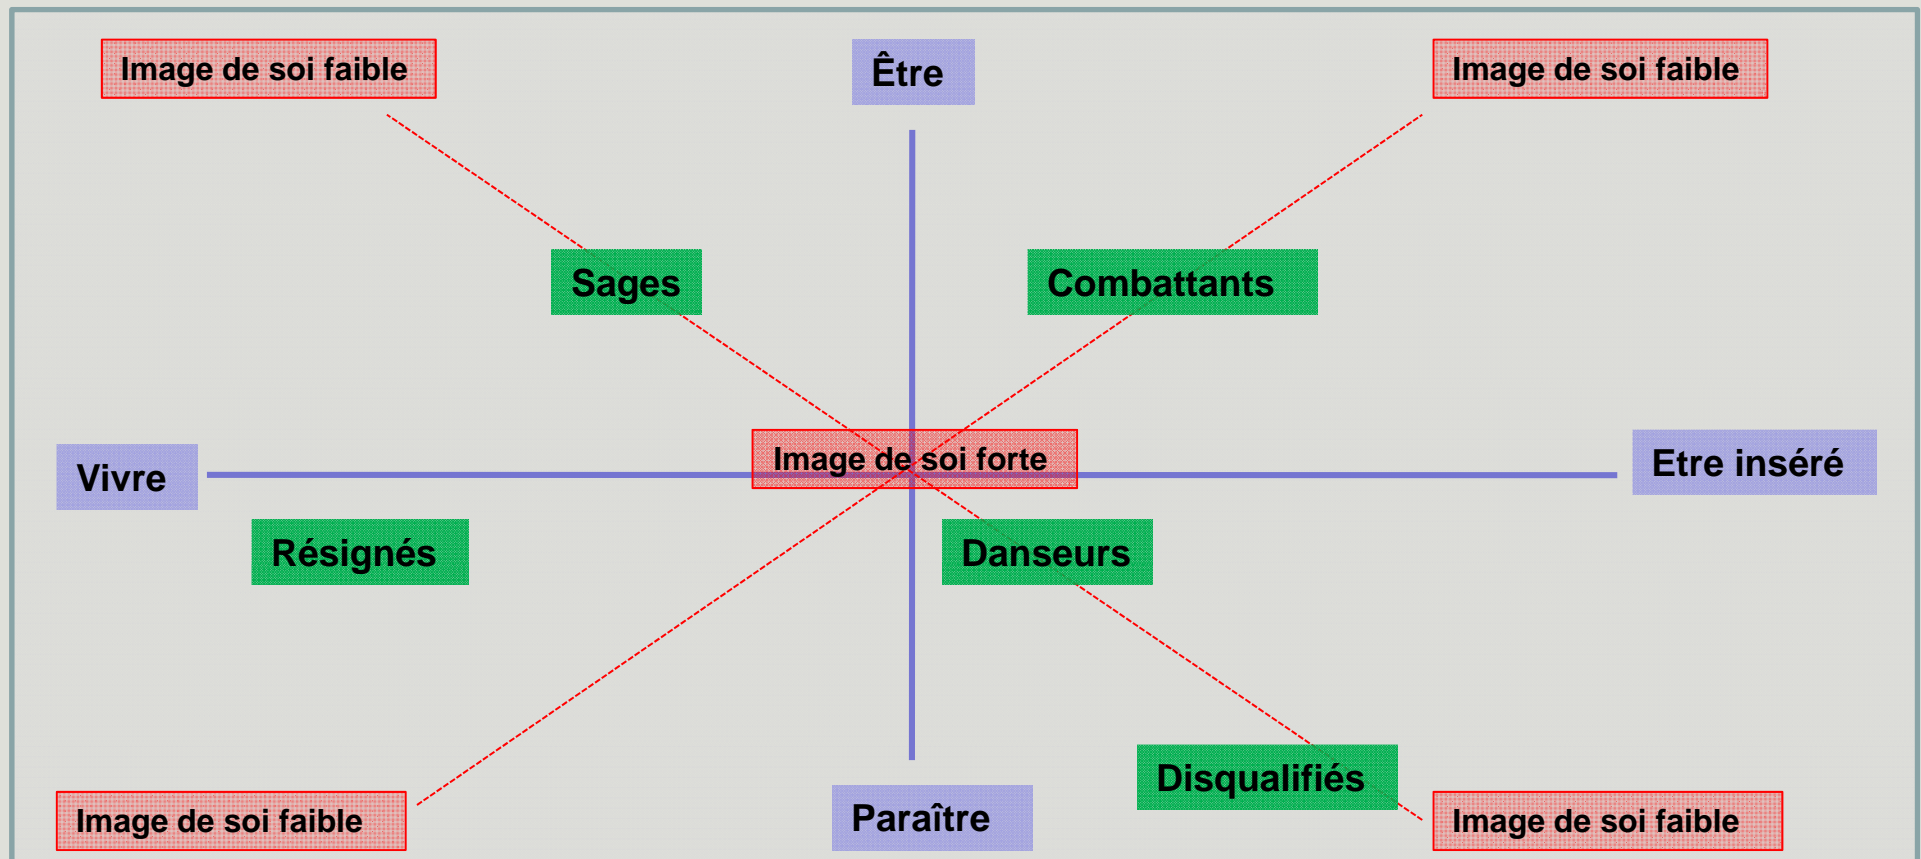 Image de soi faible
Être
Image de soi faible
Sages
Combattants
Image de soi forte
Vivre
Etre inséré
Résignés
Danseurs
Disqualifiés
Image de soi faible
Paraître
Image de soi faible